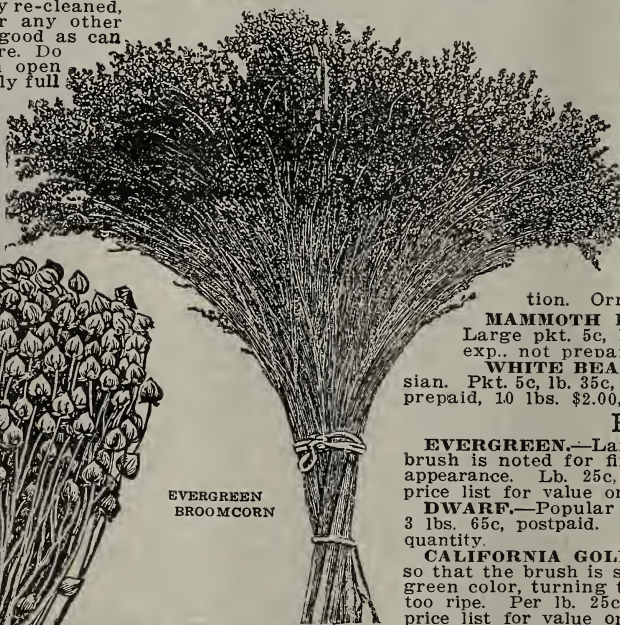 y re-cleaned,
r any other
good as can
re. Do
open
ly full
EVERGREEN
BROOMCORN
tion. Orn
MAMMOTH
Large pkt. 5c,
exp., not prepai
WHITE BEA
sian. Pkt. 5c, lb. 35c,
prepaid, 10 lbs. $2.00,
EVERGREEN.—La
brush is noted for fi
appearance. Lb. 25c,
price list for value or
DWARF.—Popular
3 lbs. 65c, postpaid.
quantity.
CALIFORNIA GOL
so that the brush is s
green color, turning t
too ripe. Per lb. 25c
price list for value or